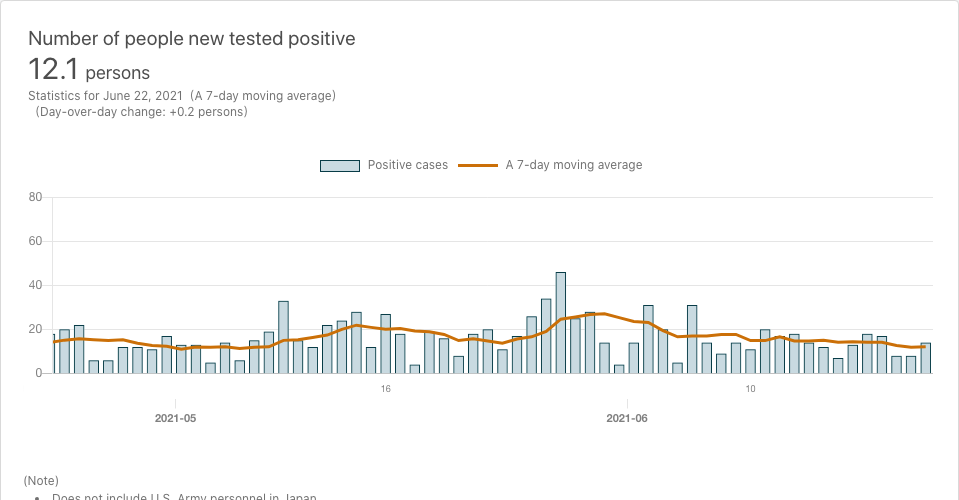 Number of people new tested positive
12.1 persons
Statistics for June 22, 2021 (A 7-day moving average)
(Day-over-day change: +0.2 persons)
Positive cases A 7-day moving average
80
60
40
20
0
16 10
2021-05 2021-06
(Note)
• Does not include U.S. Army personnel in Japan